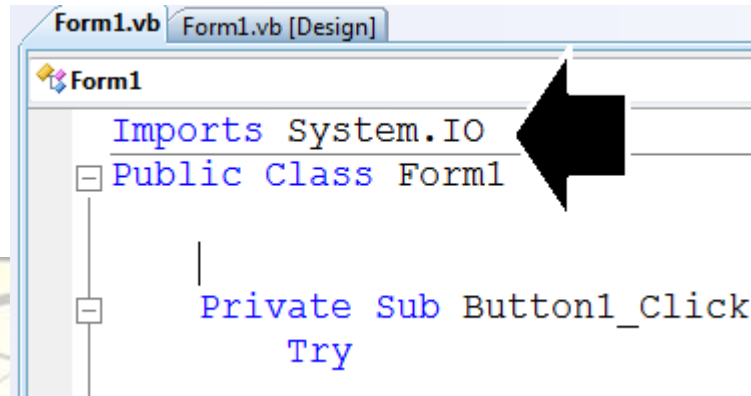 Form1.vb Form1.vb [Design]
Form1
Imports System.IO
Public Class Form1
Private Sub Button1_Click
Try